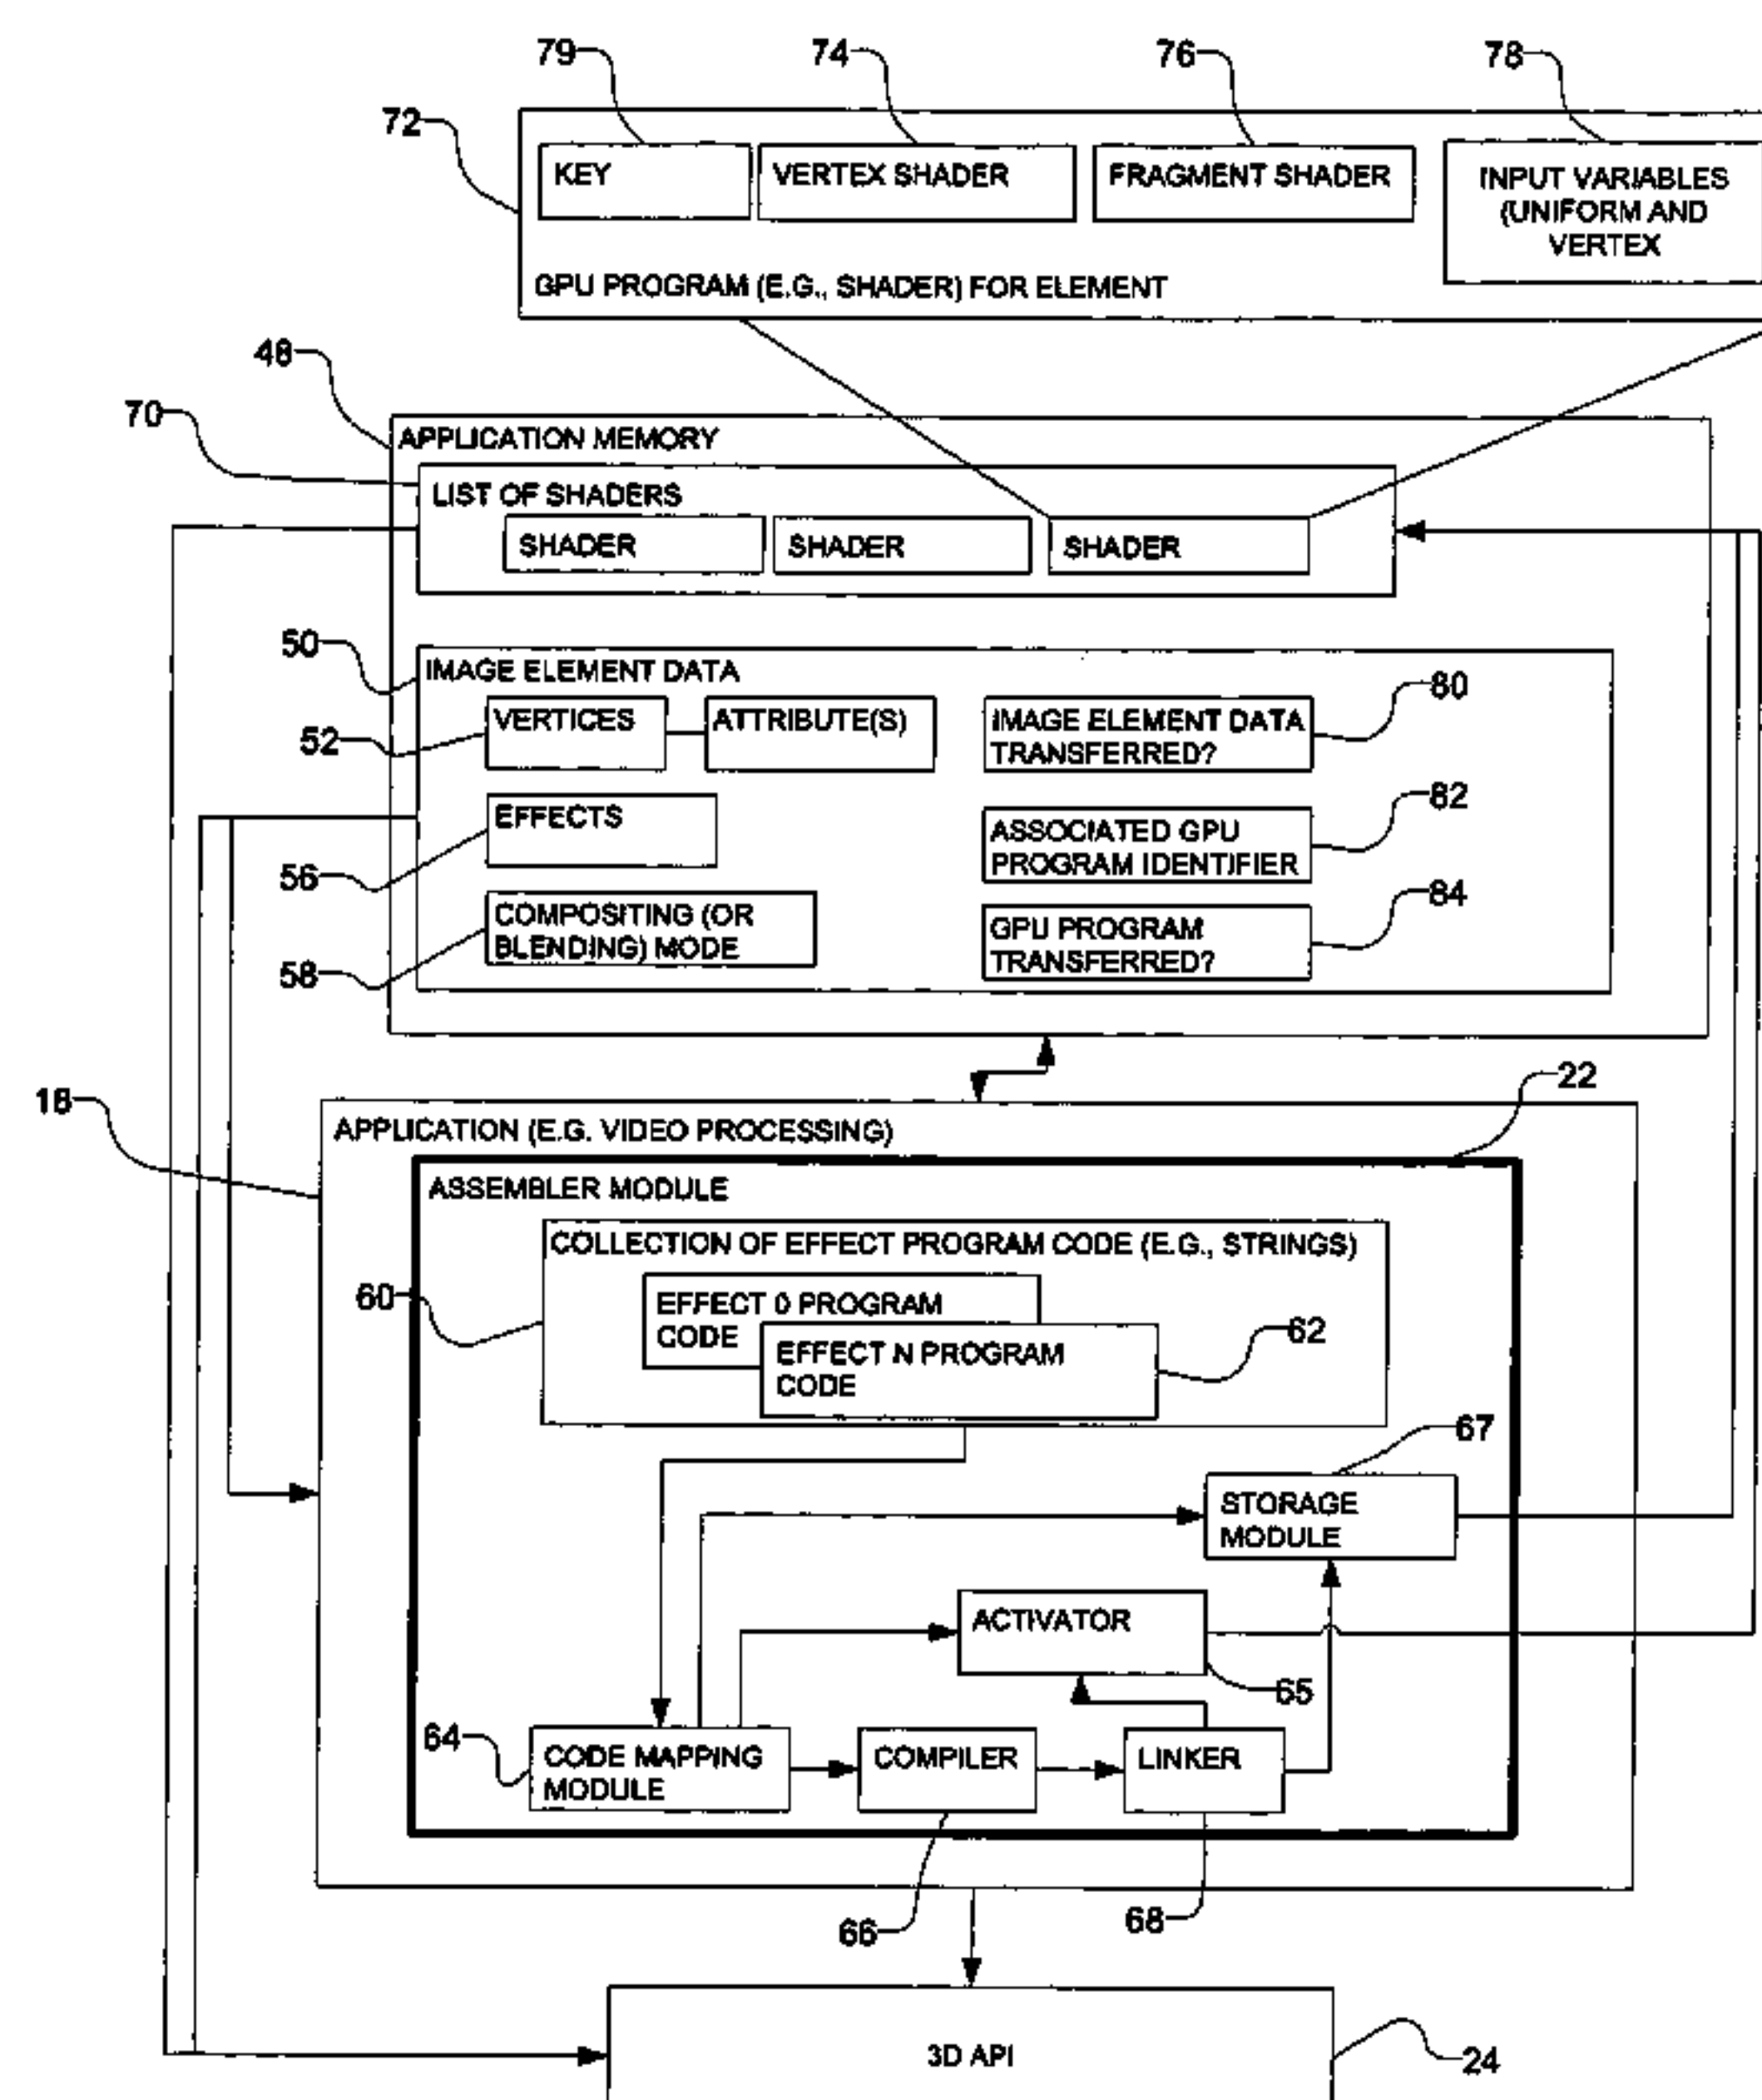 79
74
76
78
72
KEY
VERTEX SHADER
FRAGMENT SHADER
INPUT VARIABLES
(UNIFORM AND
VERTEX
GPU PROGRAM (E.G., SHADER) FOR ELEMENT
48
70
APPLICATION MEMORY
LIST OF SHADERS
SHADER
SHADER
SHADER
50
IMAGE ELEMENT DATA
52
VERTICES
ATTRIBUTE(S)
IMAGE ELEMENT DATA
TRANSFERRED?
80
EFFECTS
56
ASSOCIATED GPU
PROGRAM IDENTIFIER
82
COMPOSITING (OR
BLENDING) MODE
58
GPU PROGRAM
TRANSFERRED?
84
18
22
APPLICATION (E.G. VIDEO PROCESSING)
ASSEMBLER MODULE
COLLECTION OF EFFECT PROGRAM CODE (E.G., STRINGS)
60
EFFECT 0 PROGRAM
CODE
EFFECT N PROGRAM
CODE
62
67
STORAGE
MODULE
ACTIVATOR
65
64
CODE MAPPING
MODULE
COMPILER
LINKER
66
68
3D API
24